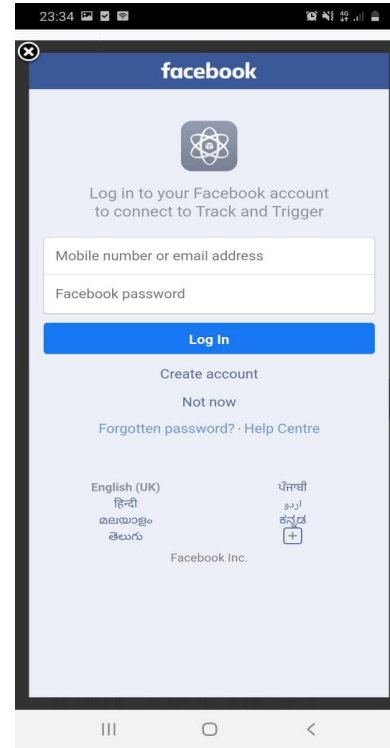 23:34
4G
facebook
Log in to your Facebook account
to connect to Track and Trigger
Mobile number or email address
Facebook password
Log In
Create account
Not now
Forgotten password? · Help Centre
English (UK) ਪੰਜਾਬੀ
हिन्दी اردو
മലയാളം ಕನ್ನಡ
తెలుగు
Facebook Inc.